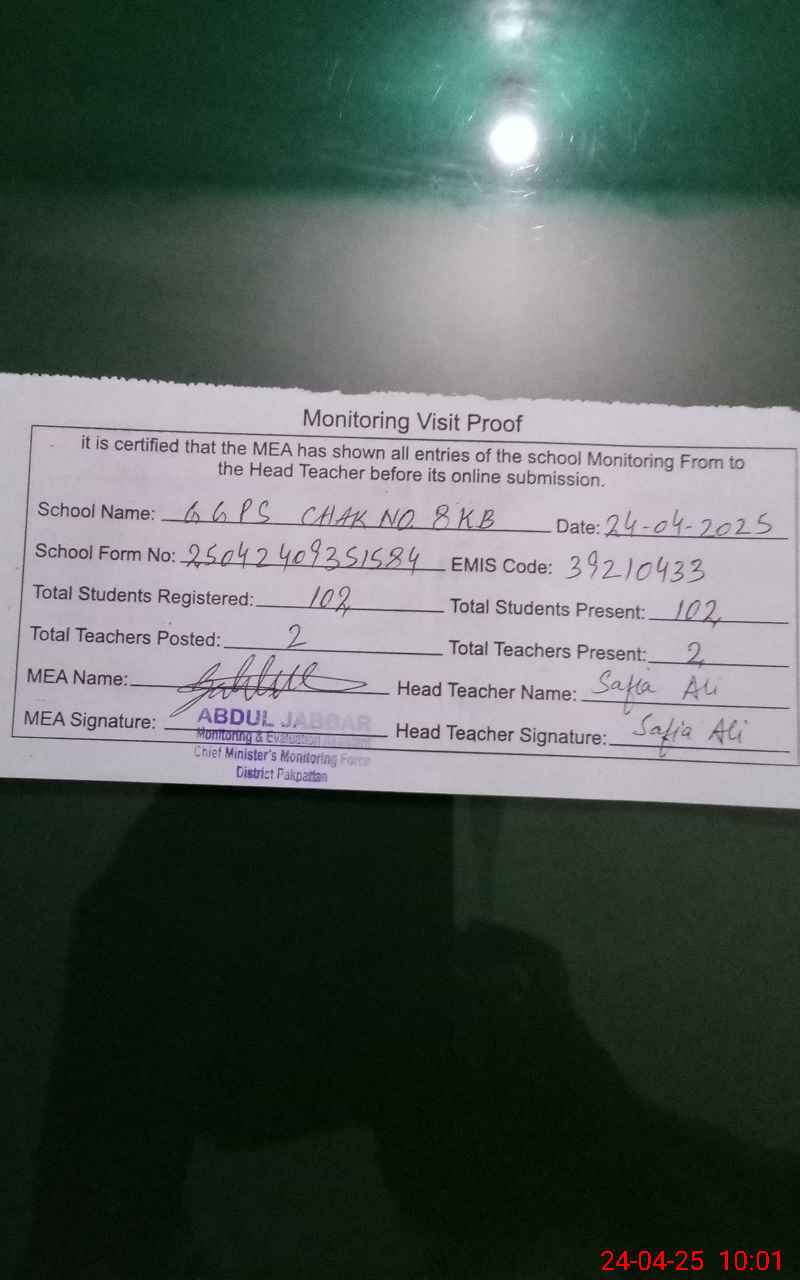 Monitoring Visit Proof
it is certified that the MEA has shown all entries of the school Monitoring From to
the Head Teacher before its online submission.
School Name: GGPS CHAK NO 8KB Date: 24-04-2025
School Form No: 25042409351584 EMIS Code: 39210433
Total Students Registered: 102 Total Students Present: 102
Total Teachers Posted: 2 Total Teachers Present: 2
MEA Name: Head Teacher Name: Safia Ali
MEA Signature: Head Teacher Signature: Safia Ali
ABDUL JABBAR
Monitoring & Evaluation Assistant
Chief Minister's Monitoring Force
District Pakpattan
24-04-25 10:01